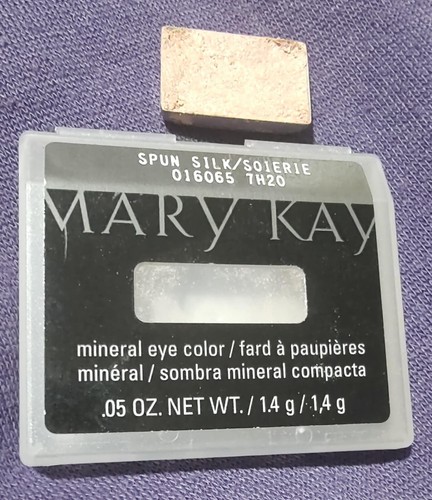 SPUN SILK/SOIERIE
016065 7H20
MARY KAY
mineral eye color / fard à paupières
minéral / sombra mineral compacta
.05 OZ. NET WT. / 1.4 g / 1,4 g